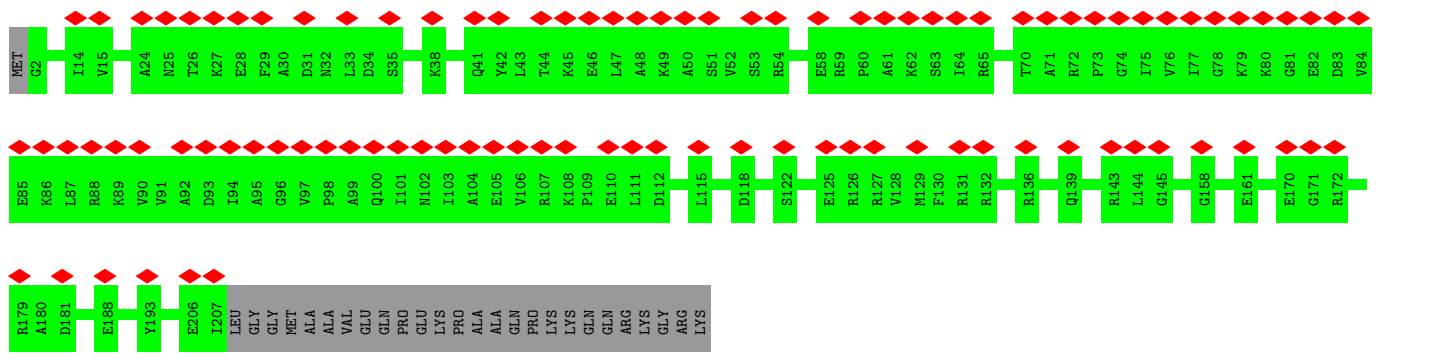 MET G2 I14 V15 A24 N25 T26 K27 E28 F29 A30 D31 N32 L33 D34 S35 K38 Q41 Y42 L43 T44 K45 E46 L47 A48 K49 A50 S51 V52 S53 R54 E58 R59 P60 A61 K62 S63 I64 R65 T70 A71 R72 P73 G74 I75 V76 I77 G78 K79 K80 G81 E82 D83 V84
E85 K86 L87 R88 K89 V90 V91 A92 D93 I94 A95 G96 V97 P98 A99 Q100 I101 N102 I103 A104 E105 V106 R107 K108 P109 E110 L111 D112 L115 D118 S122 E125 R126 R127 V128 M129 F130 R131 R132 R136 Q139 R143 L144 G145 G158 E161 E170 G171 R172
R179 A180 D181 E188 Y193 E206 I207 LEU GLY GLY MET ALA ALA VAL GLU GLN PRO GLU LYS PRO ALA ALA GLN PRO LYS LYS GLN GLN ARG LYS GLY ARG LYS